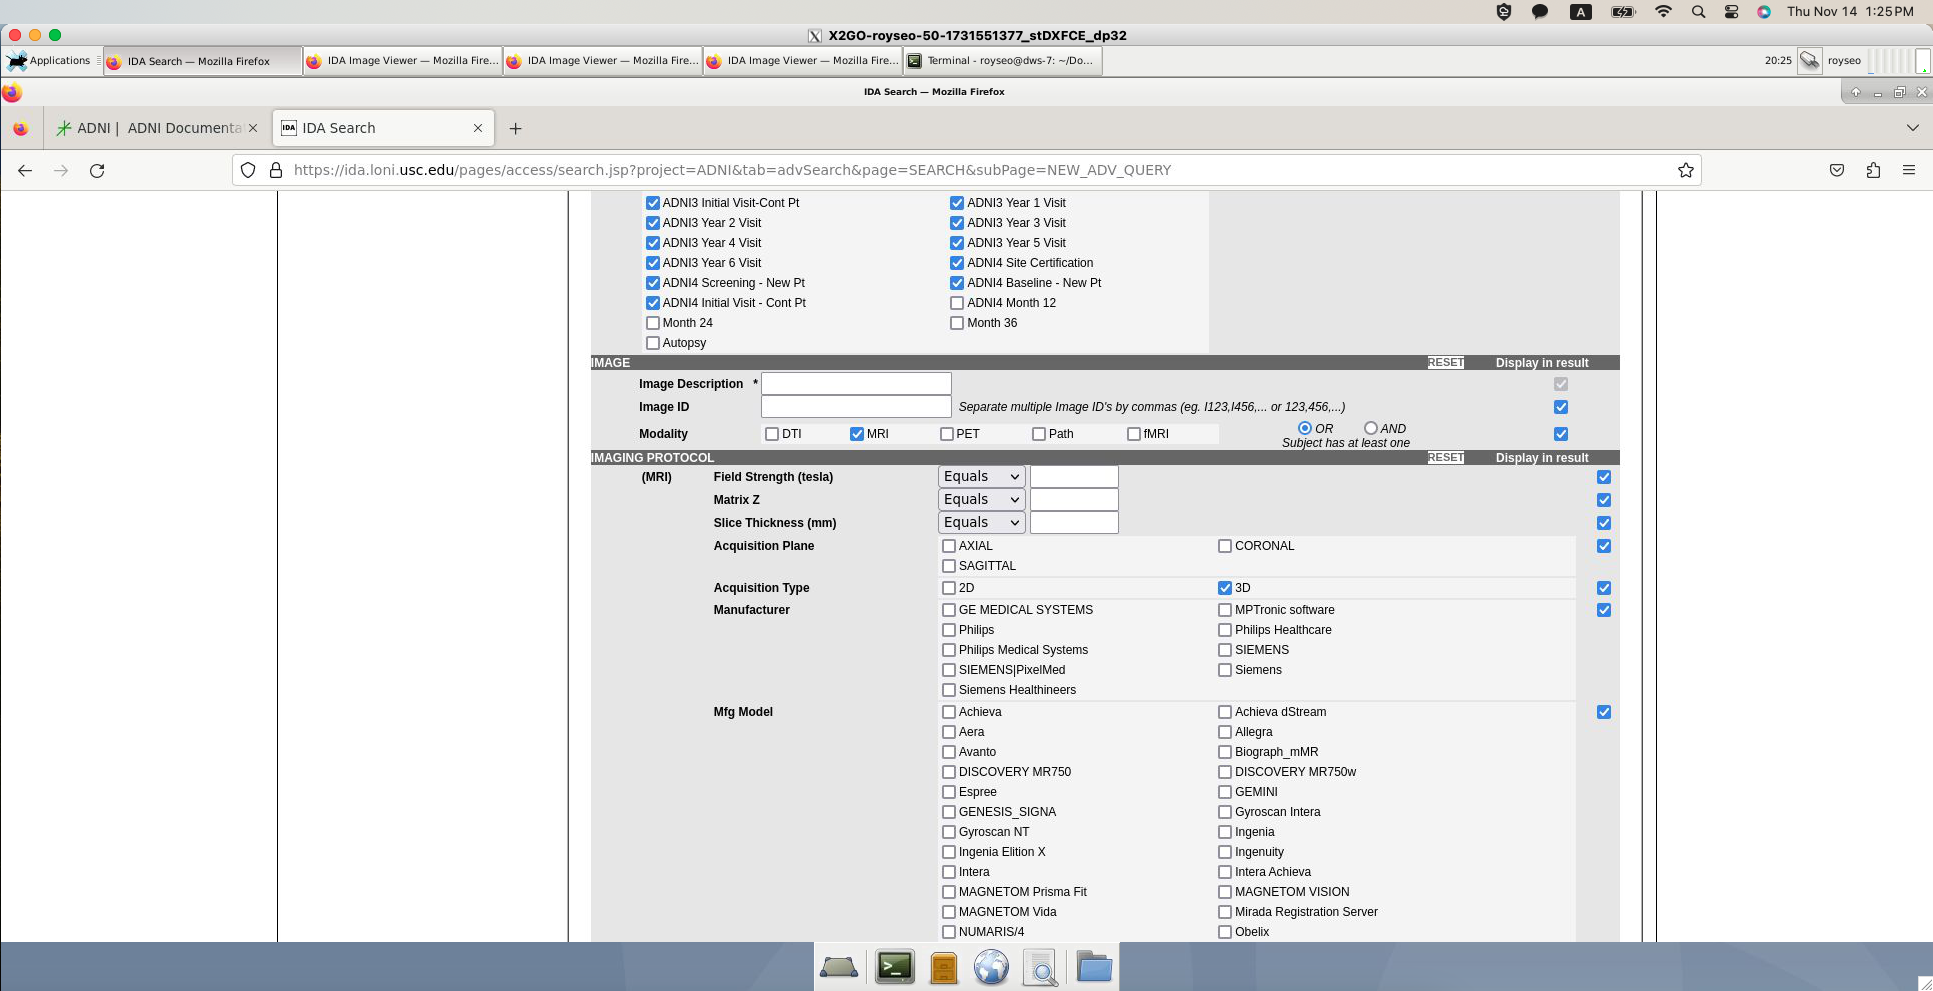 A Thu Nov 14 1:25 PM
X2GO-royseo-50-1731551377_stDXFCE_dp32
Applications IDA Search — Mozilla Firefox IDA Image Viewer — Mozilla Fire... IDA Image Viewer — Mozilla Fire... IDA Image Viewer — Mozilla Fire... Terminal - royseo@dws-7: ~/Do... 20:25 royseo
IDA Search — Mozilla Firefox
ADNI | ADNI Documenta IDA IDA Search
https://ida.loni.usc.edu/pages/access/search.jsp?project=ADNI&tab=advSearch&page=SEARCH&subPage=NEW_ADV_QUERY
ADNI3 Initial Visit-Cont Pt ADNI3 Year 1 Visit
ADNI3 Year 2 Visit ADNI3 Year 3 Visit
ADNI3 Year 4 Visit ADNI3 Year 5 Visit
ADNI3 Year 6 Visit ADNI4 Site Certification
ADNI4 Screening - New Pt ADNI4 Baseline - New Pt
ADNI4 Initial Visit - Cont Pt ADNI4 Month 12
Month 24 Month 36
Autopsy
IMAGE RESET Display in result
Image Description *
Image ID Separate multiple Image ID's by commas (eg. I123,I456,... or 123,456,...)
Modality DTI MRI PET Path fMRI OR AND
Subject has at least one
IMAGING PROTOCOL RESET Display in result
(MRI) Field Strength (tesla) Equals
Matrix Z Equals
Slice Thickness (mm) Equals
Acquisition Plane AXIAL CORONAL
SAGITTAL
Acquisition Type 2D 3D
Manufacturer GE MEDICAL SYSTEMS MPTronic software
Philips Philips Healthcare
Philips Medical Systems SIEMENS
SIEMENS|PixelMed Siemens
Siemens Healthineers
Mfg Model Achieva Achieva dStream
Aera Allegra
Avanto Biograph_mMR
DISCOVERY MR750 DISCOVERY MR750w
Espree GEMINI
GENESIS_SIGNA Gyroscan Intera
Gyroscan NT Ingenia
Ingenia Elition X Ingenuity
Intera Intera Achieva
MAGNETOM Prisma Fit MAGNETOM VISION
MAGNETOM Vida Mirada Registration Server
NUMARIS/4 Obelix